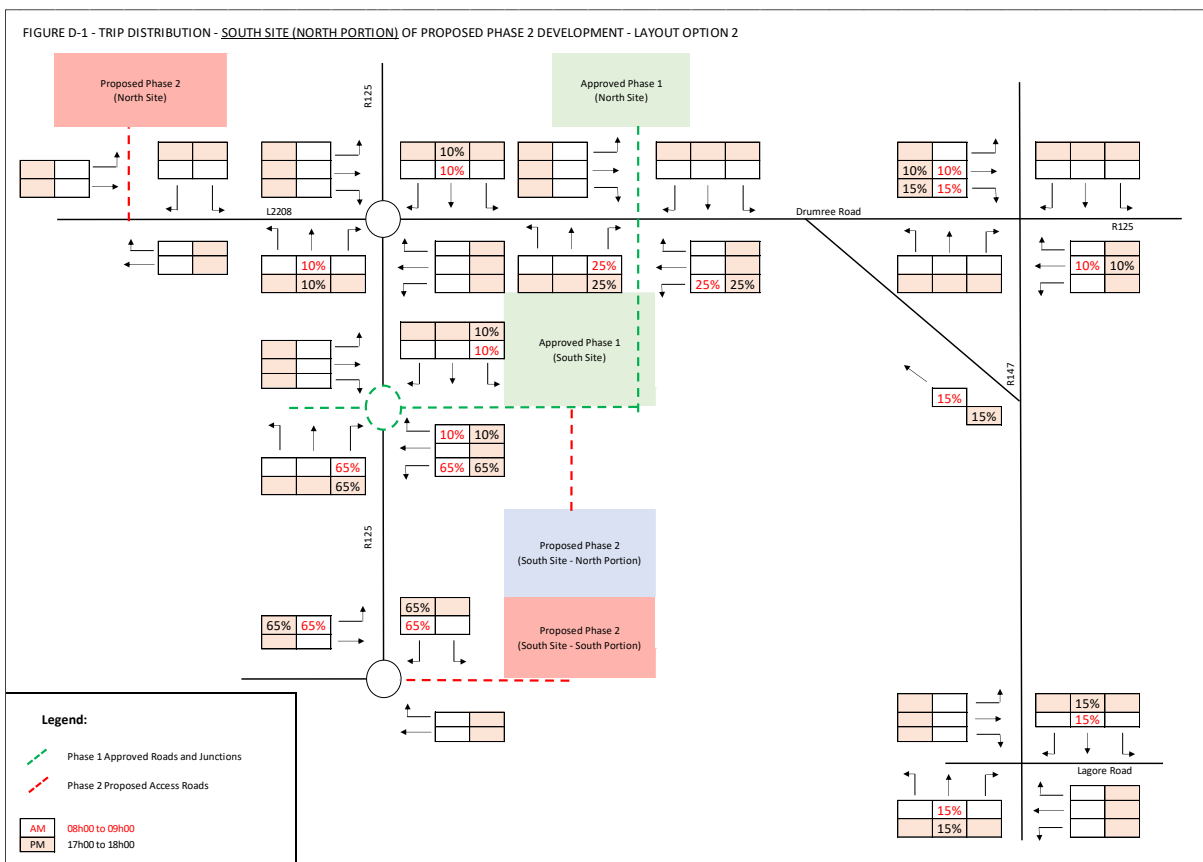 FIGURE D-1 - TRIP DISTRIBUTION - SOUTH SITE (NORTH PORTION) OF PROPOSED PHASE 2 DEVELOPMENT - LAYOUT OPTION 2
Proposed Phase 2
(North Site)
R125
Approved Phase 1
(North Site)
10%
10%
10% 10%
15% 15%
L2208
Drumree Road
R125
10%
10%
25%
25%
25% 25%
10% 10%
10%
10%
Approved Phase 1
(South Site)
R147
15%
15%
10% 10%
65% 65%
65%
65%
R125
Proposed Phase 2
(South Site - North Portion)
65% 65%
65%
65%
Proposed Phase 2
(South Site - South Portion)
Legend:
Phase 1 Approved Roads and Junctions
Phase 2 Proposed Access Roads
AM 08h00 to 09h00
PM 17h00 to 18h00
15%
15%
Lagore Road
15%
15%